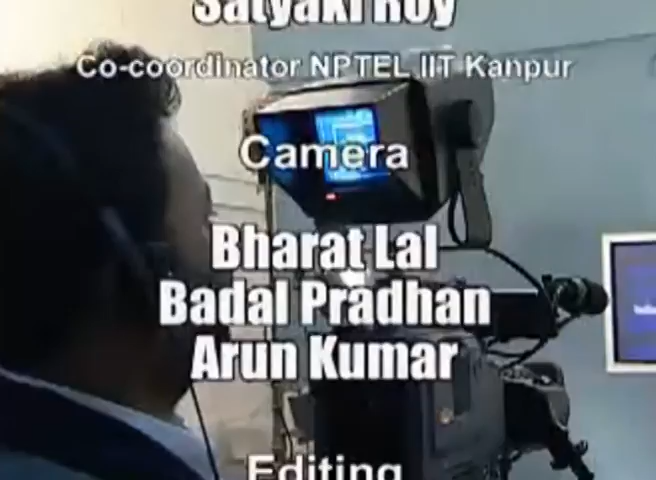 Satyaki Roy
Co-coordinator NPTEL IIT Kanpur
Camera
Bharat Lal
Badal Pradhan
Arun Kumar
Editing